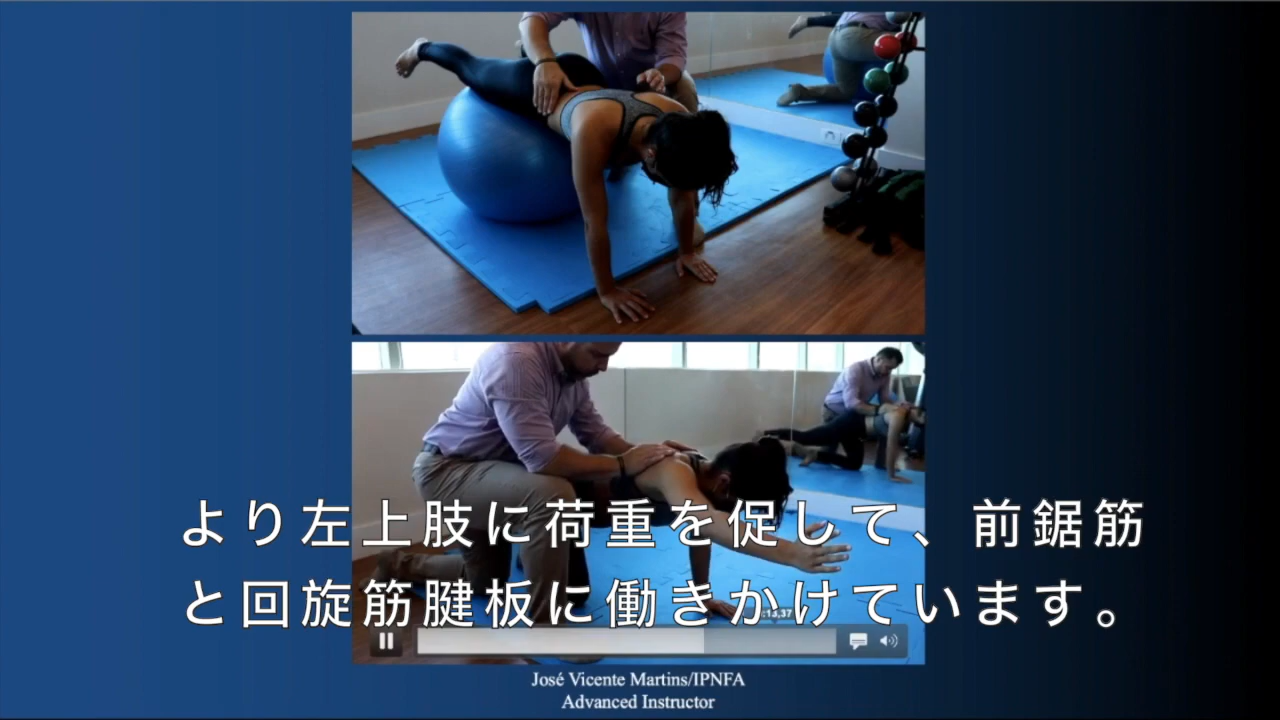 より左上肢に荷重を促して、前鋸筋
と回旋筋腱板に働きかけています。
José Vicente Martins/IPNFA
Advanced Instructor